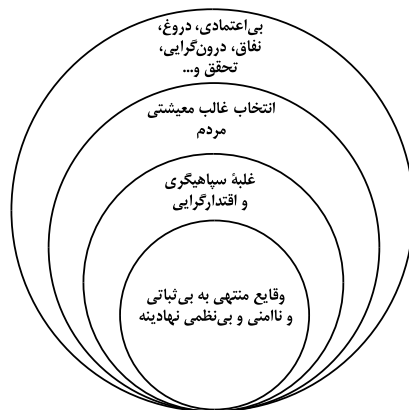 بی‌اعتمادی، دروغ،
نفاق، درون‌گرایی،
تحقق و...
انتخاب غالب معیشتی
مردم
غلبهٔ سپاهیگری
و اقتدارگرایی
وقایع منتهی به بی‌ثباتی
و ناامنی و بی‌نظمی نهادینه